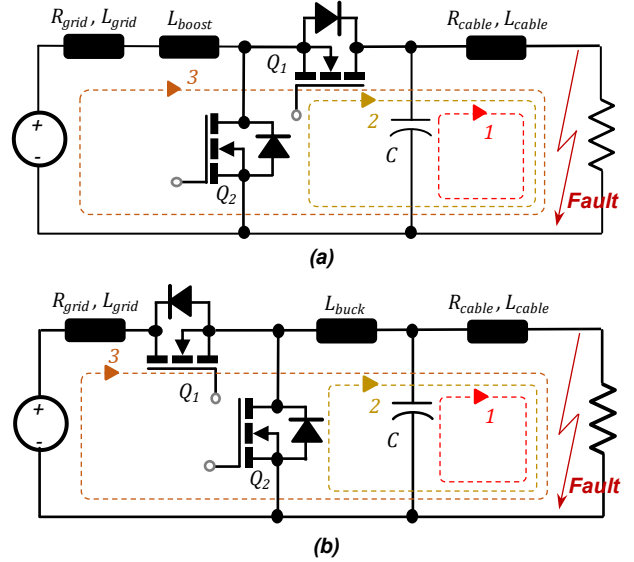 R_grid , L_grid L_boost R_cable , L_cable
Q_1
3
+
-
2
1
C
Q_2
Fault
(a)
R_grid , L_grid L_buck R_cable , L_cable
3
Q_1
+
-
2
1
C
Q_2
Fault
(b)